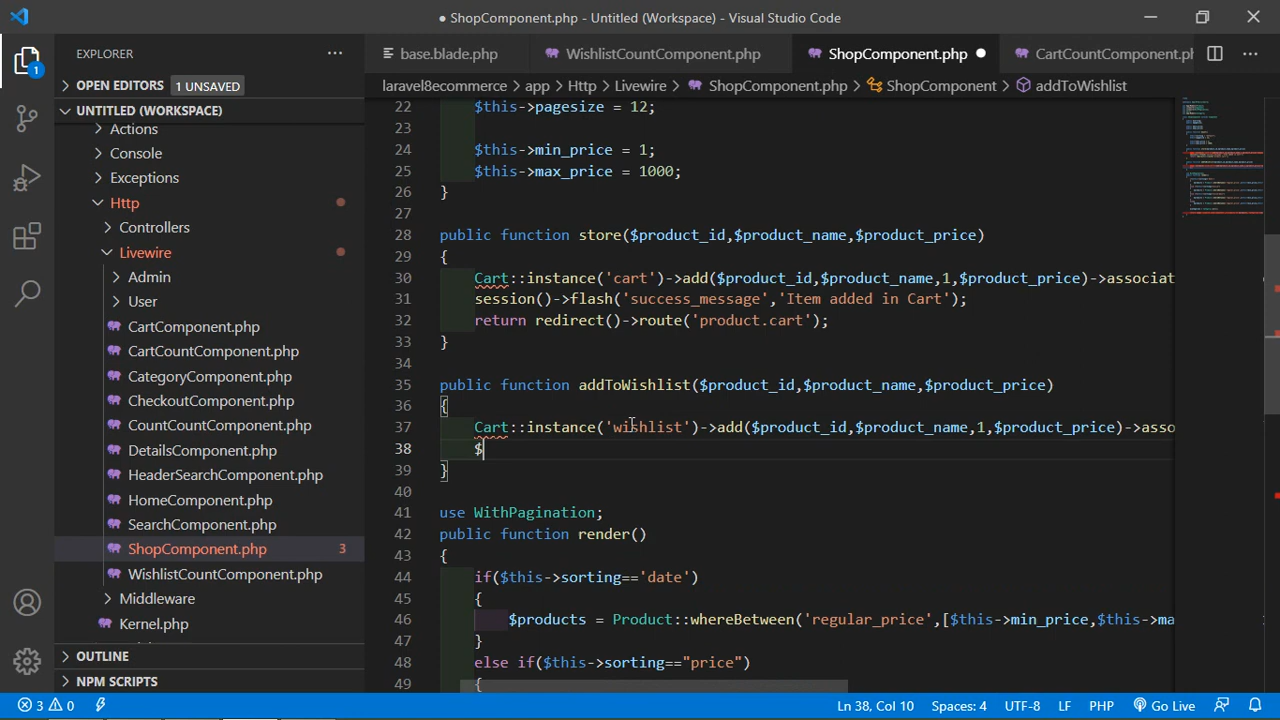 ● ShopComponent.php - Untitled (Workspace) - Visual Studio Code
EXPLORER
base.blade.php
WishlistCountComponent.php
ShopComponent.php
CartCountComponent.ph
1
OPEN EDITORS 1 UNSAVED
laravel8ecommerce > app > Http > Livewire > ShopComponent.php > ShopComponent > addToWishlist
UNTITLED (WORKSPACE)
Actions
Console
Exceptions
Http
Controllers
Livewire
Admin
User
CartComponent.php
CartCountComponent.php
CategoryComponent.php
CheckoutComponent.php
CountCountComponent.php
DetailsComponent.php
HeaderSearchComponent.php
HomeComponent.php
SearchComponent.php
ShopComponent.php 3
WishlistCountComponent.php
Middleware
Kernel.php
OUTLINE
NPM SCRIPTS
22 $this->pagesize = 12;
23
24 $this->min_price = 1;
25 $this->max_price = 1000;
26 }
27
28 public function store($product_id,$product_name,$product_price)
29 {
30 Cart::instance('cart')->add($product_id,$product_name,1,$product_price)->associat
31 session()->flash('success_message','Item added in Cart');
32 return redirect()->route('product.cart');
33 }
34
35 public function addToWishlist($product_id,$product_name,$product_price)
36 {
37 Cart::instance('wishlist')->add($product_id,$product_name,1,$product_price)->asso
38 $
39 }
40
41 use WithPagination;
42 public function render()
43 {
44 if($this->sorting=='date')
45 {
46 $products = Product::whereBetween('regular_price',[$this->min_price,$this->ma
47 }
48 else if($this->sorting=="price")
49 {
3 0
Ln 38, Col 10
Spaces: 4
UTF-8
LF
PHP
Go Live